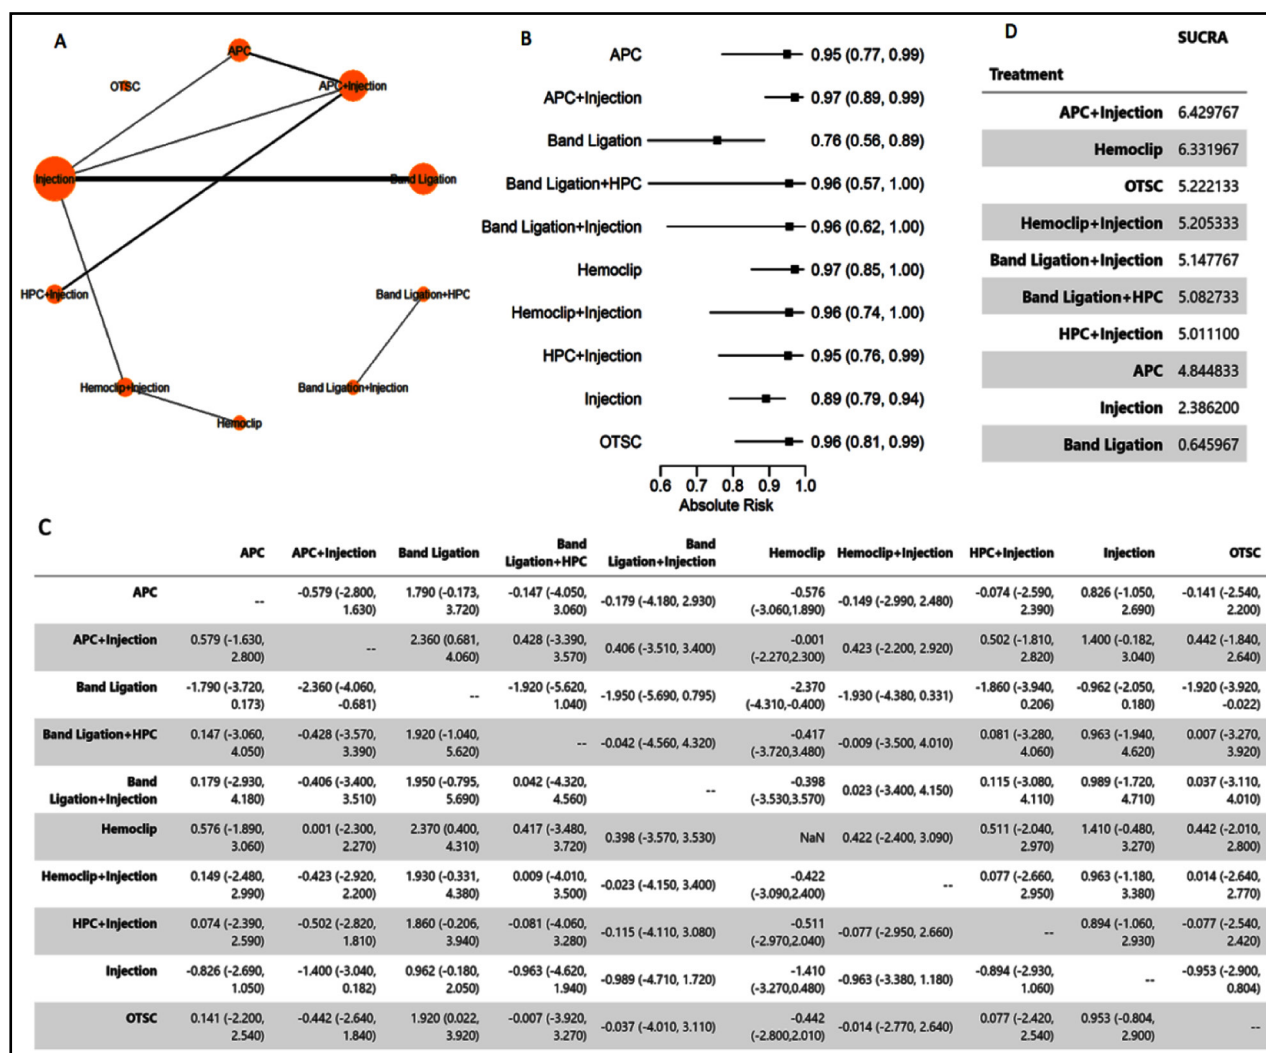 A
APC
OTSC
APC+Injection
Injection
Band Ligation
HPC+Injection
Band Ligation+HPC
Hemoclip+Injection
Band Ligation+Injection
Hemoclip
B
APC 0.95 (0.77, 0.99)
APC+Injection 0.97 (0.89, 0.99)
Band Ligation 0.76 (0.56, 0.89)
Band Ligation+HPC 0.96 (0.57, 1.00)
Band Ligation+Injection 0.96 (0.62, 1.00)
Hemoclip 0.97 (0.85, 1.00)
Hemoclip+Injection 0.96 (0.74, 1.00)
HPC+Injection 0.95 (0.76, 0.99)
Injection 0.89 (0.79, 0.94)
OTSC 0.96 (0.81, 0.99)
0.6 0.7 0.8 0.9 1.0
Absolute Risk
D
SUCRA
Treatment
APC+Injection 6.429767
Hemoclip 6.331967
OTSC 5.222133
Hemoclip+Injection 5.205333
Band Ligation+Injection 5.147767
Band Ligation+HPC 5.082733
HPC+Injection 5.011100
APC 4.844833
Injection 2.386200
Band Ligation 0.645967
C
Band Band
APC APC+Injection Band Ligation Ligation+HPC Ligation+Injection Hemoclip Hemoclip+Injection HPC+Injection Injection OTSC
APC -- -0.579 (-2.800, 1.790 (-0.173, -0.147 (-4.050, -0.179 (-4.180, 2.930) -0.576 -0.149 (-2.990, 2.480) -0.074 (-2.590, 0.826 (-1.050, -0.141 (-2.540,
1.630) 3.720) 3.060) (-3.060,1.890) 2.390) 2.690) 2.200)
APC+Injection 0.579 (-1.630, -- 2.360 (0.681, 0.428 (-3.390, 0.406 (-3.510, 3.400) -0.001 0.423 (-2.200, 2.920) 0.502 (-1.810, 1.400 (-0.182, 0.442 (-1.840,
2.800) 4.060) 3.570) (-2.270,2.300) 2.820) 3.040) 2.640)
Band Ligation -1.790 (-3.720, -2.360 (-4.060, -- -1.920 (-5.620, -1.950 (-5.690, 0.795) -2.370 -1.930 (-4.380, 0.331) -1.860 (-3.940, -0.962 (-2.050, -1.920 (-3.920,
0.173) -0.681) 1.040) (-4.310,-0.400) 0.206) 0.180) -0.022)
Band Ligation+HPC 0.147 (-3.060, -0.428 (-3.570, 1.920 (-1.040, -- -0.042 (-4.560, 4.320) -0.417 -0.009 (-3.500, 4.010) 0.081 (-3.280, 0.963 (-1.940, 0.007 (-3.270,
4.050) 3.390) 5.620) (-3.720,3.480) 4.060) 4.620) 3.920)
Band 0.179 (-2.930, -0.406 (-3.400, 1.950 (-0.795, 0.042 (-4.320, -- -0.398 0.023 (-3.400, 4.150) 0.115 (-3.080, 0.989 (-1.720, 0.037 (-3.110,
Ligation+Injection 4.180) 3.510) 5.690) 4.560) (-3.530,3.570) 4.110) 4.710) 4.010)
Hemoclip 0.576 (-1.890, 0.001 (-2.300, 2.370 (0.400, 0.417 (-3.480, 0.398 (-3.570, 3.530) NaN 0.422 (-2.400, 3.090) 0.511 (-2.040, 1.410 (-0.480, 0.442 (-2.010,
3.060) 2.270) 4.310) 3.720) 2.970) 3.270) 2.800)
Hemoclip+Injection 0.149 (-2.480, -0.423 (-2.920, 1.930 (-0.331, 0.009 (-4.010, -0.023 (-4.150, 3.400) -0.422 -- 0.077 (-2.660, 0.963 (-1.180, 0.014 (-2.640,
2.990) 2.200) 4.380) 3.500) (-3.090,2.400) 2.950) 3.380) 2.770)
HPC+Injection 0.074 (-2.390, -0.502 (-2.820, 1.860 (-0.206, -0.081 (-4.060, -0.115 (-4.110, 3.080) -0.511 -0.077 (-2.950, 2.660) -- 0.894 (-1.060, -0.077 (-2.540,
2.590) 1.810) 3.940) 3.280) (-2.970,2.040) 2.930) 2.420)
Injection -0.826 (-2.690, -1.400 (-3.040, 0.962 (-0.180, -0.963 (-4.620, -0.989 (-4.710, 1.720) -1.410 -0.963 (-3.380, 1.180) -0.894 (-2.930, -- -0.953 (-2.900,
1.050) 0.182) 2.050) 1.940) (-3.270,0.480) 1.060) 0.804)
OTSC 0.141 (-2.200, -0.442 (-2.640, 1.920 (0.022, -0.007 (-3.920, -0.037 (-4.010, 3.110) -0.442 -0.014 (-2.770, 2.640) 0.077 (-2.420, 0.953 (-0.804, --
2.540) 1.840) 3.920) 3.270) (-2.800,2.010) 2.540) 2.900)